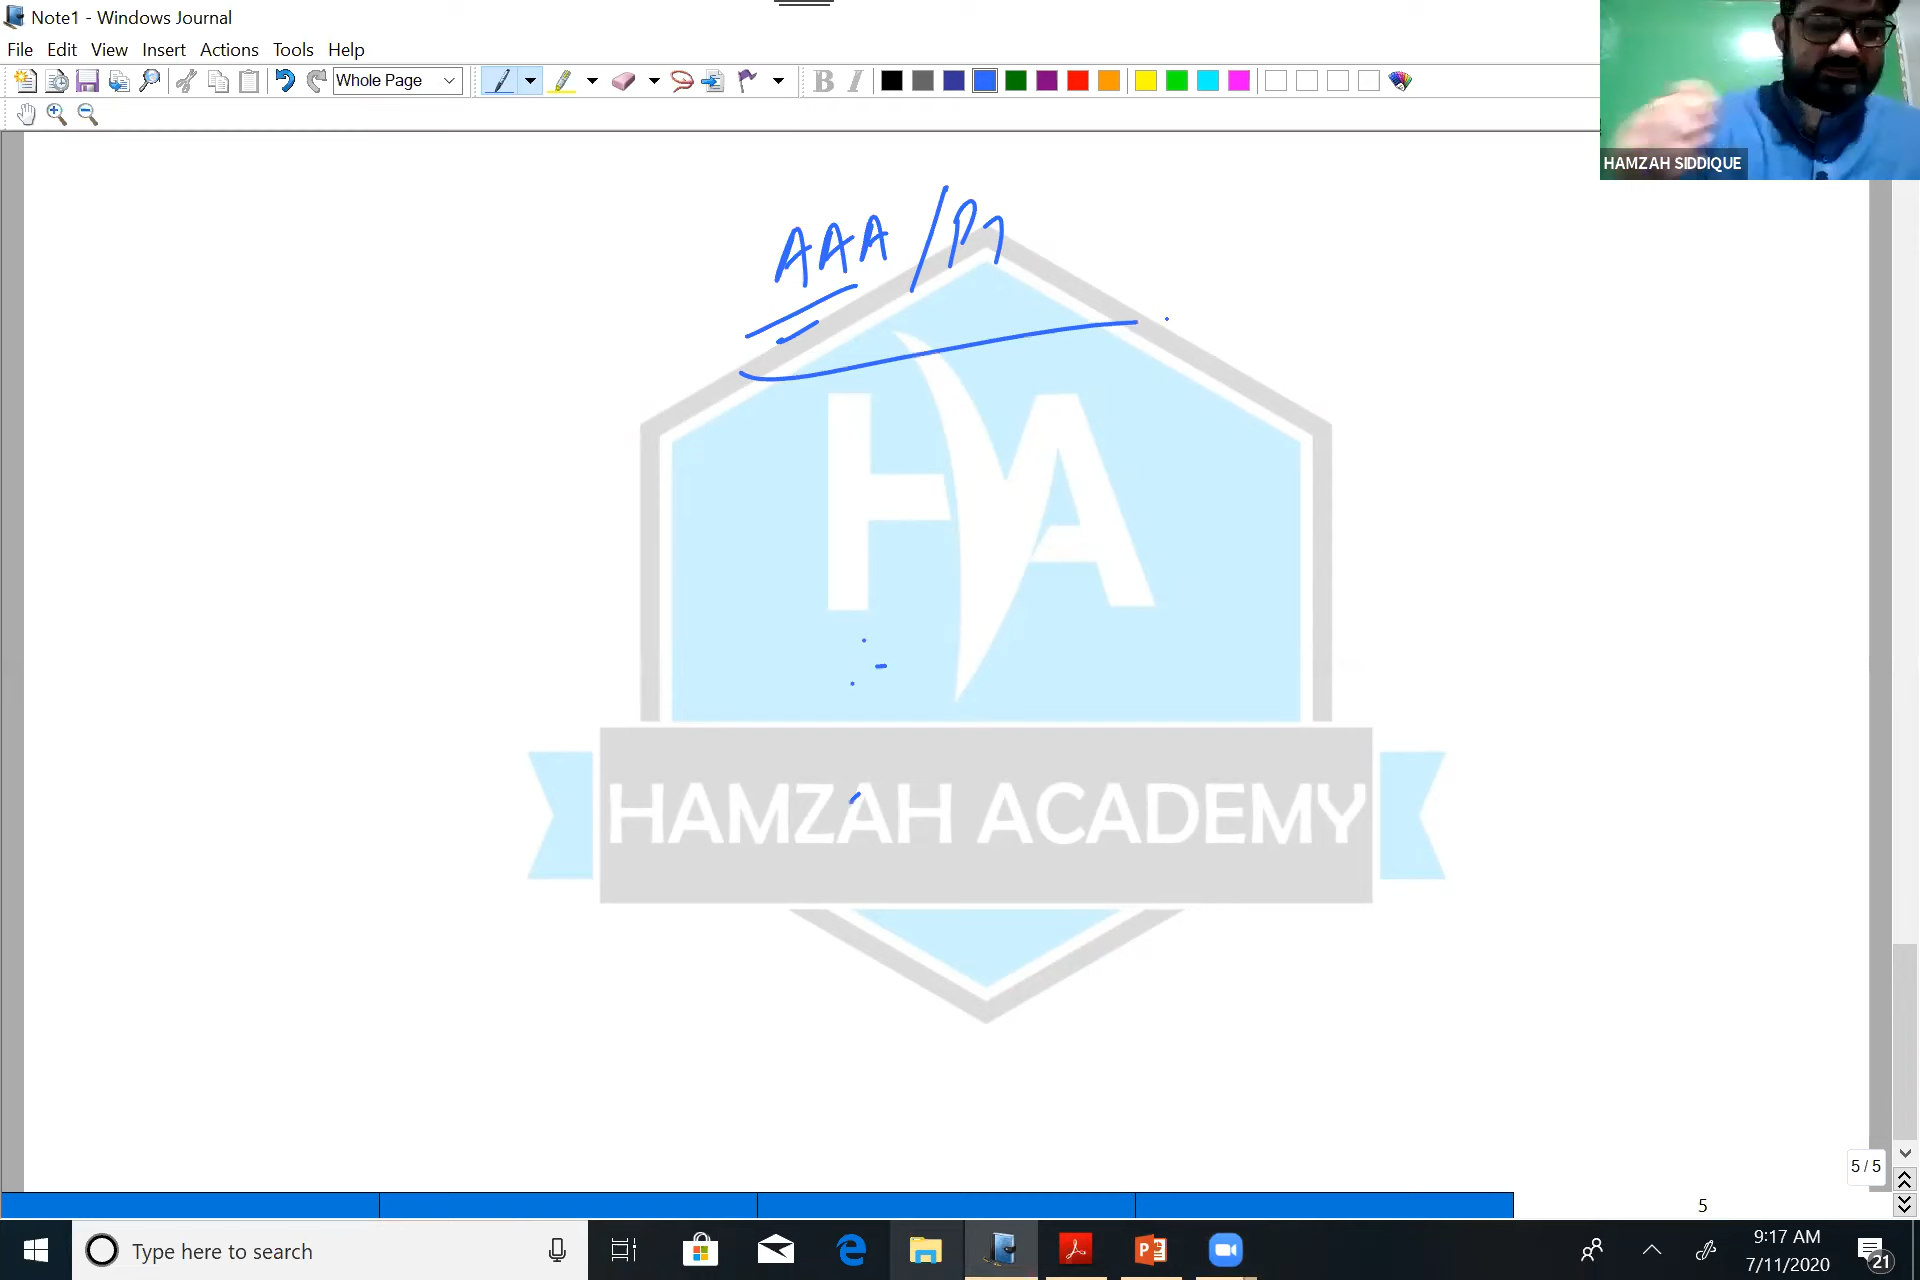 Note1 - Windows Journal
File Edit View Insert Actions Tools Help
Whole Page
B I
HAMZAH SIDDIQUE
AAA /
HA
HAMZAH ACADEMY
5 / 5
5
Type here to search
9:17 AM
7/11/2020
21